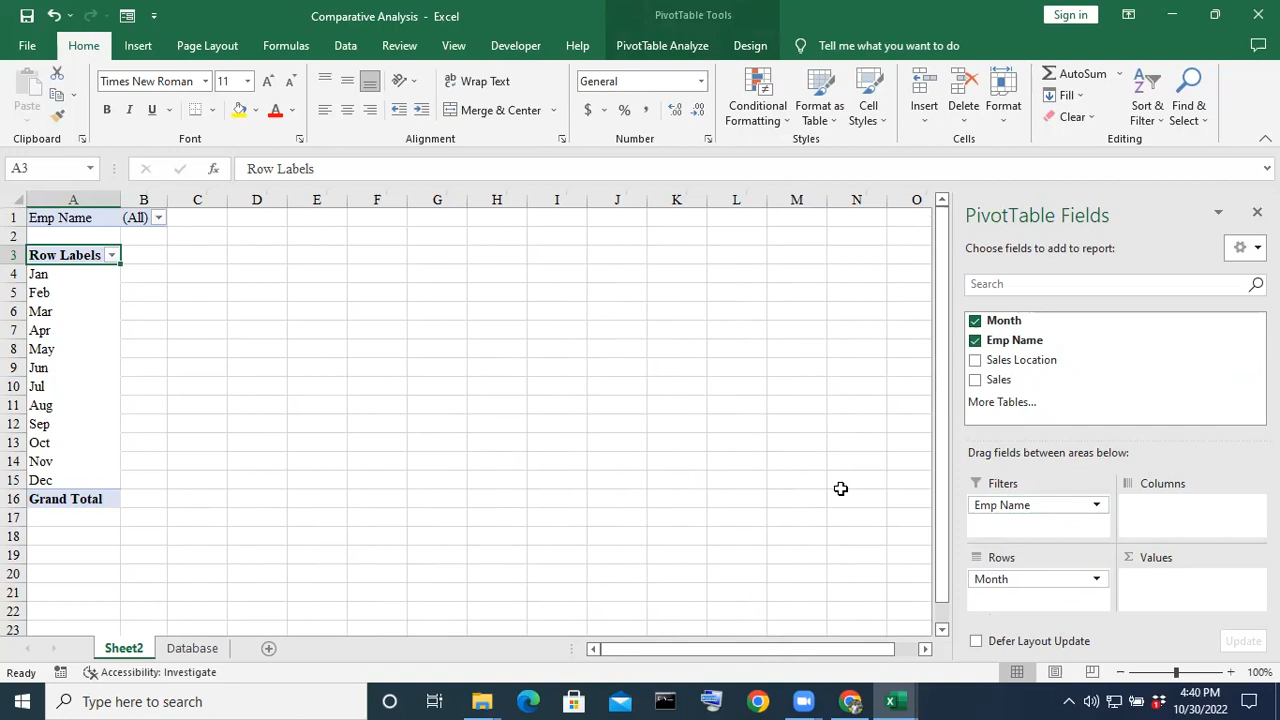 Comparative Analysis - Excel
PivotTable Tools
Sign in
File Home Insert Page Layout Formulas Data Review View Developer Help PivotTable Analyze Design Tell me what you want to do
Paste
Clipboard
Times New Roman 11
B I U
Font
Wrap Text
Merge & Center
Alignment
General
$ % ,
Number
Conditional Formatting
Format as Table
Cell Styles
Styles
Insert
Delete
Format
Cells
AutoSum
Fill
Clear
Sort & Filter
Find & Select
Editing
A3
fx
Row Labels
A B C D E F G H I J K L M N O
1 Emp Name (All)
2
3 Row Labels
4 Jan
5 Feb
6 Mar
7 Apr
8 May
9 Jun
10 Jul
11 Aug
12 Sep
13 Oct
14 Nov
15 Dec
16 Grand Total
17
18
19
20
21
22
23
PivotTable Fields
Choose fields to add to report:
Search
Month
Emp Name
Sales Location
Sales
More Tables...
Drag fields between areas below:
Filters
Emp Name
Columns
Rows
Month
Σ Values
Defer Layout Update
Update
Sheet2 Database
Ready
Accessibility: Investigate
100%
Type here to search
4:40 PM
10/30/2022